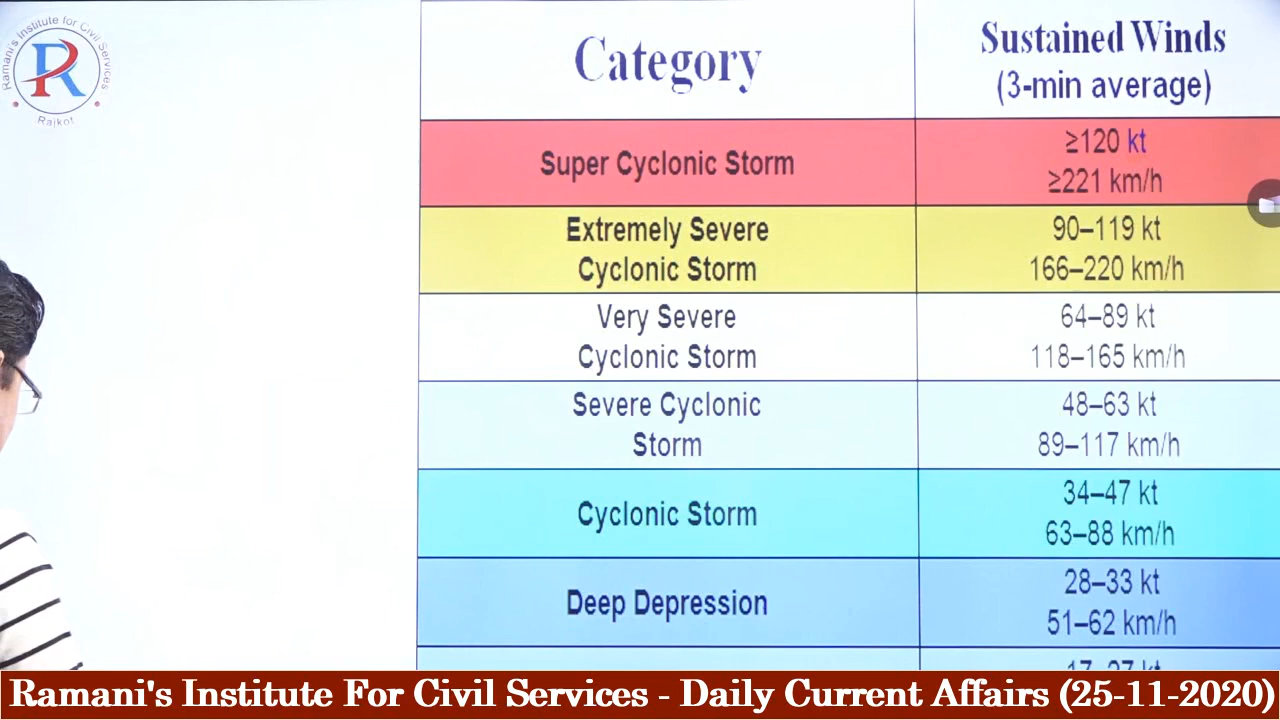 Ramani's Institute for Civil Services
R
Rajkot
Category
Sustained Winds
(3-min average)
Super Cyclonic Storm
≥120 kt
≥221 km/h
Extremely Severe
Cyclonic Storm
90–119 kt
166–220 km/h
Very Severe
Cyclonic Storm
64–89 kt
118–165 km/h
Severe Cyclonic
Storm
48–63 kt
89–117 km/h
Cyclonic Storm
34–47 kt
63–88 km/h
Deep Depression
28–33 kt
51–62 km/h
Ramani's Institute For Civil Services - Daily Current Affairs (25-11-2020)